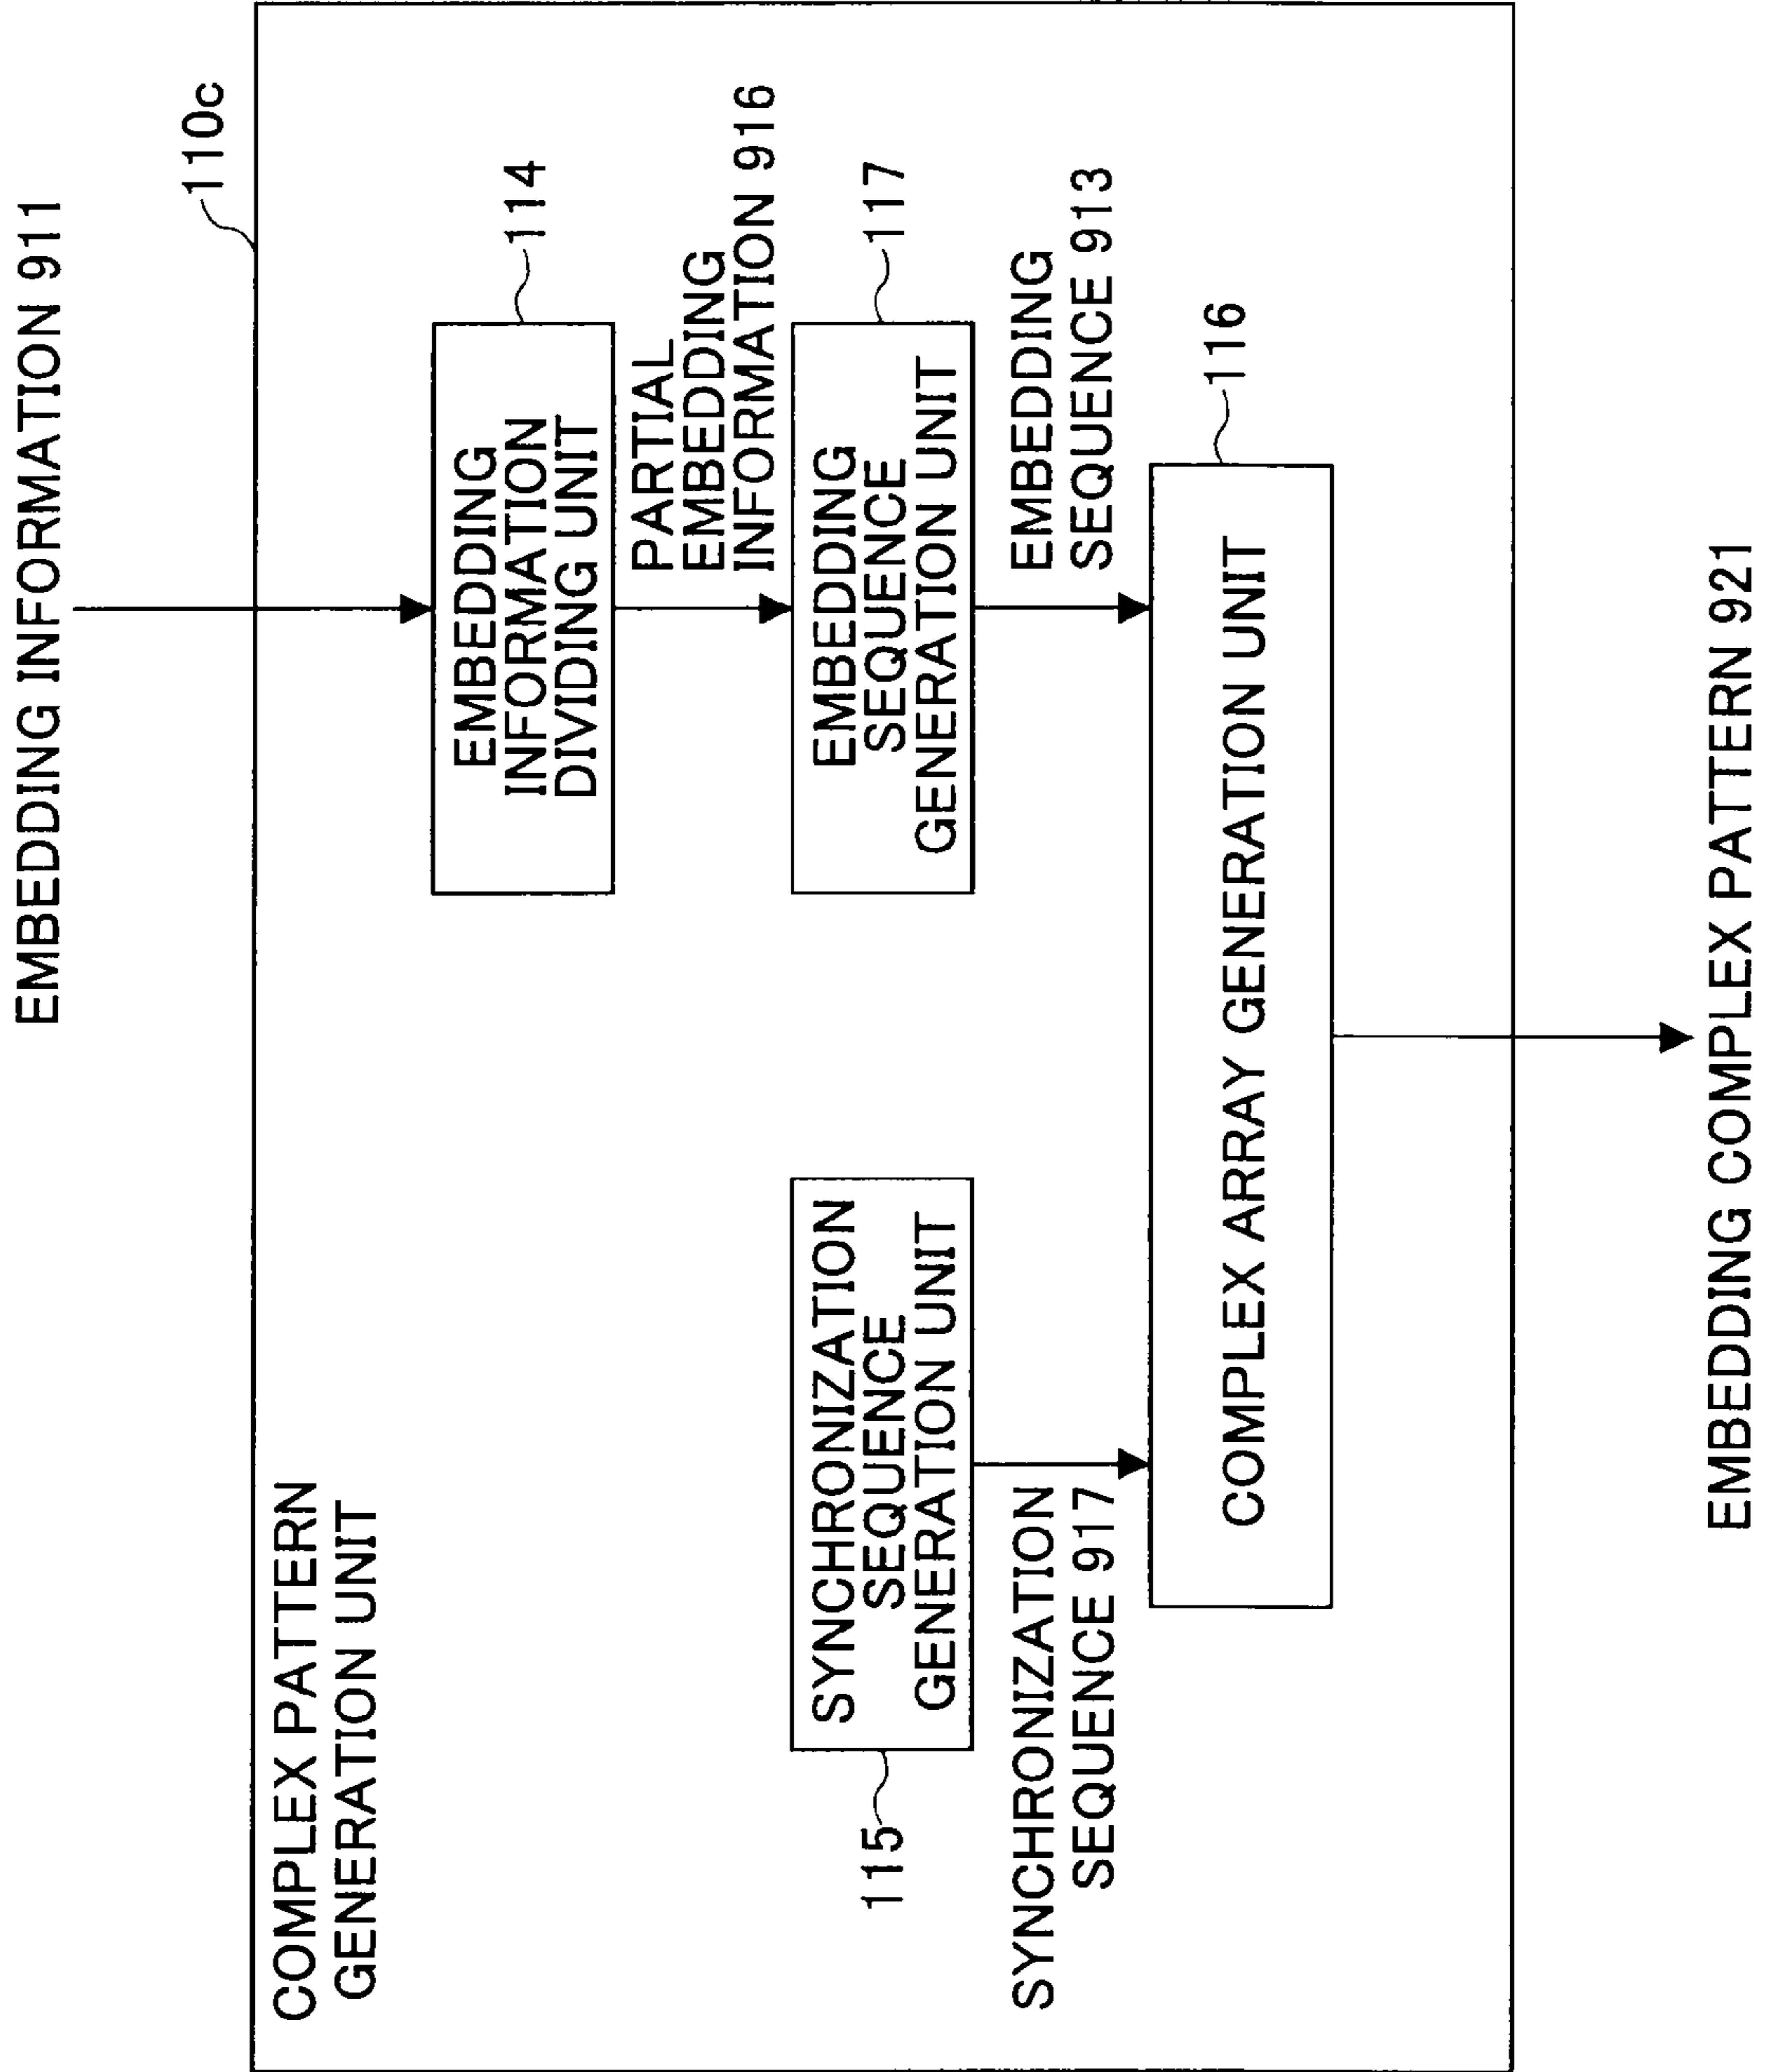 EMBEDDING INFORMATION 911
110c
COMPLEX PATTERN
GENERATION UNIT
114
EMBEDDING
INFORMATION
DIVIDING UNIT
PARTIAL
EMBEDDING
INFORMATION 916
115
SYNCHRONIZATION
SEQUENCE
GENERATION UNIT
117
EMBEDDING
SEQUENCE
GENERATION UNIT
SYNCHRONIZATION
SEQUENCE 917
EMBEDDING
SEQUENCE 913
116
COMPLEX ARRAY GENERATION UNIT
EMBEDDING COMPLEX PATTERN 921